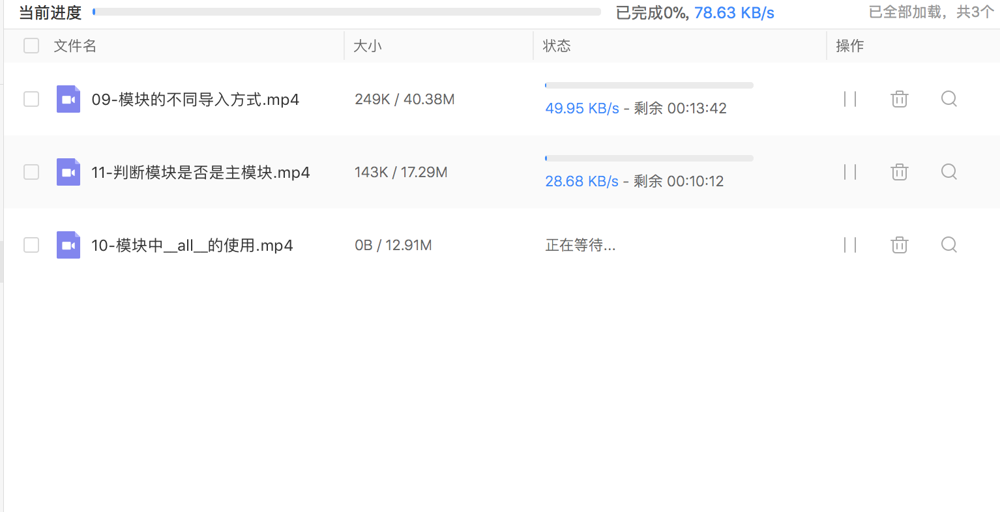 当前进度 已完成0%, 78.63 KB/s 已全部加载，共3个
文件名 大小 状态 操作
09-模块的不同导入方式.mp4 249K / 40.38M 49.95 KB/s - 剩余 00:13:42
11-判断模块是否是主模块.mp4 143K / 17.29M 28.68 KB/s - 剩余 00:10:12
10-模块中__all__的使用.mp4 0B / 12.91M 正在等待...